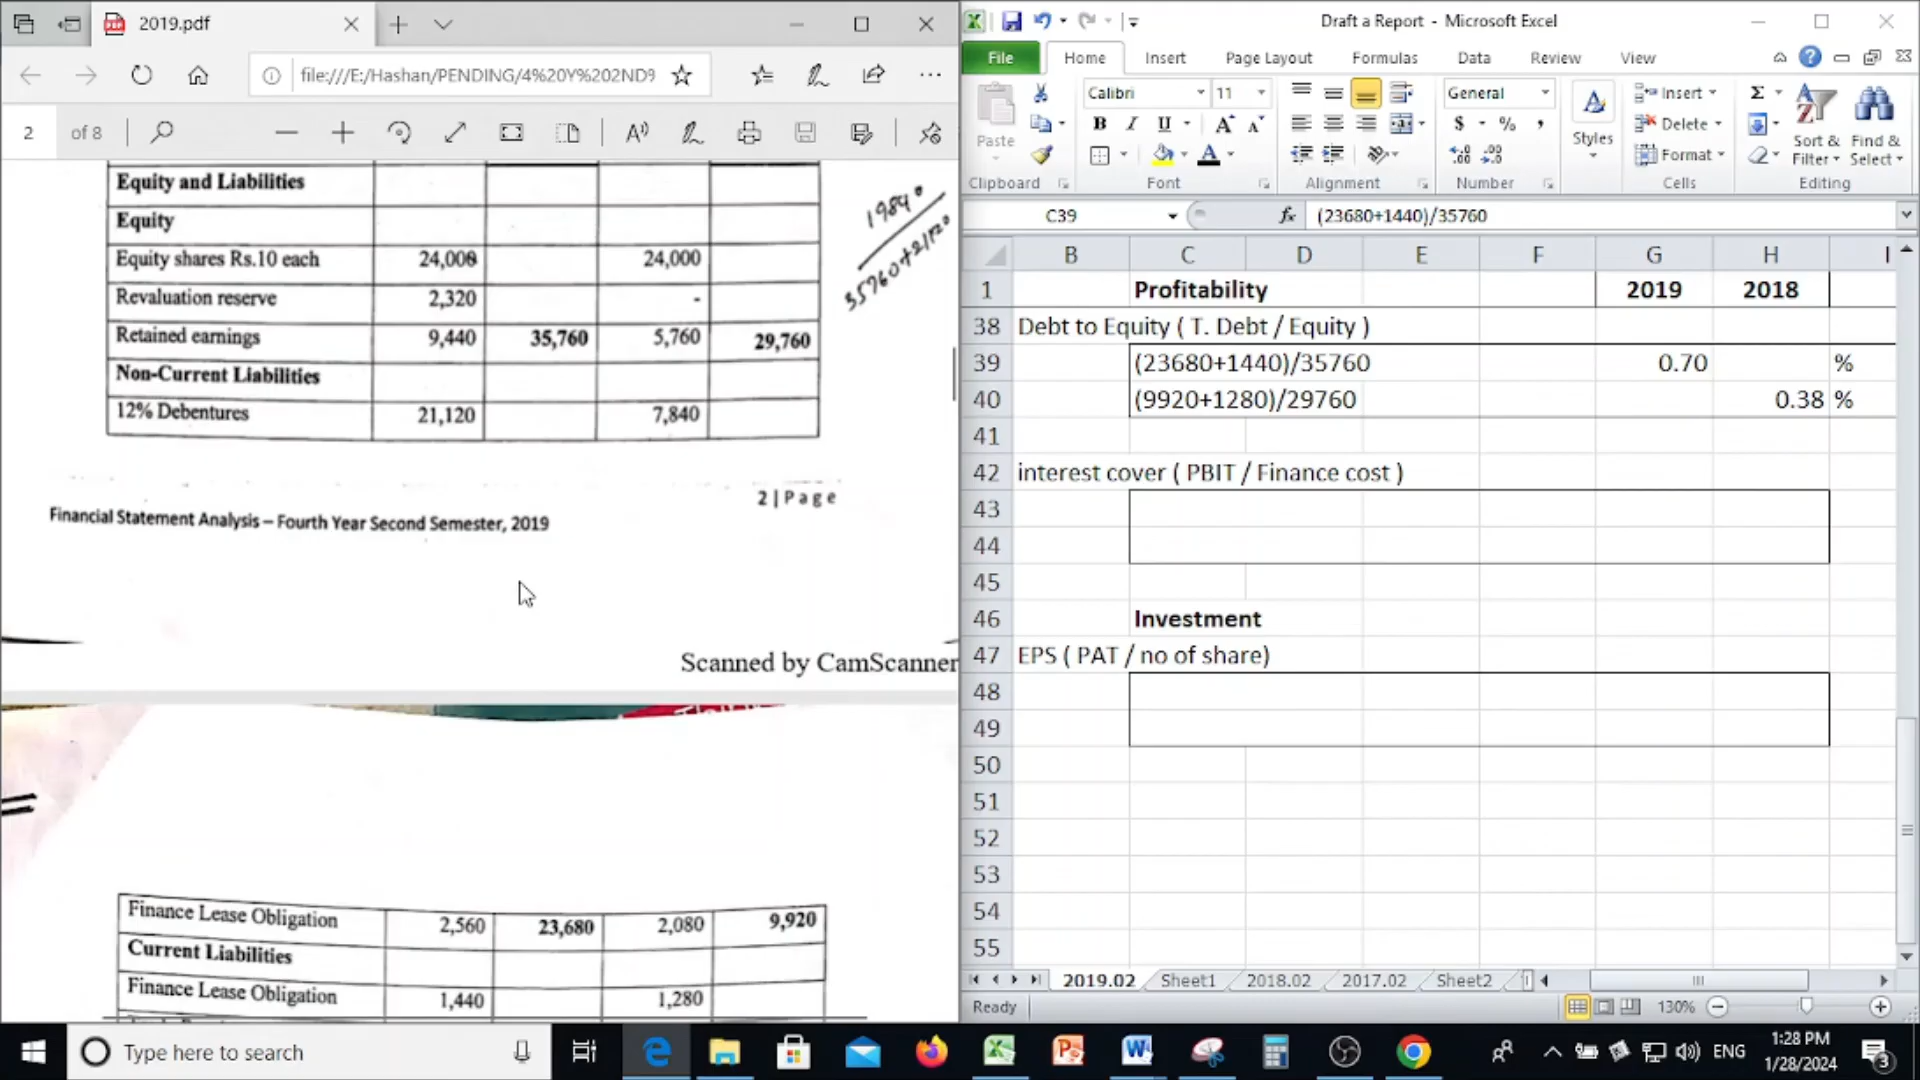 2019.pdf
file:///E:/Hashan/PENDING/4%20Y%202ND9
2 of 8
Equity and Liabilities
Equity
Equity shares Rs.10 each 24,000 24,000
Revaluation reserve 2,320 -
Retained earnings 9,440 35,760 5,760 29,760
Non-Current Liabilities
12% Debentures 21,120 7,840
19840
35760+21120
2 | Page
Financial Statement Analysis – Fourth Year Second Semester, 2019
Scanned by CamScanner
Finance Lease Obligation 2,560 23,680 2,080 9,920
Current Liabilities
Finance Lease Obligation 1,440 1,280
Draft a Report - Microsoft Excel
File Home Insert Page Layout Formulas Data Review View
Paste
Calibri 11
B I U
General
$ % ,
Styles
Insert
Delete
Format
Sort & Filter
Find & Select
Clipboard Font Alignment Number Cells Editing
C39 fx (23680+1440)/35760
B C D E F G H I
1 Profitability 2019 2018
38 Debt to Equity ( T. Debt / Equity )
39 (23680+1440)/35760 0.70 %
40 (9920+1280)/29760 0.38 %
41
42 interest cover ( PBIT / Finance cost )
43
44
45
46 Investment
47 EPS ( PAT / no of share)
48
49
50
51
52
53
54
55
2019.02 Sheet1 2018.02 2017.02 Sheet2
Ready 130%
Type here to search
ENG
1:28 PM
1/28/2024
3